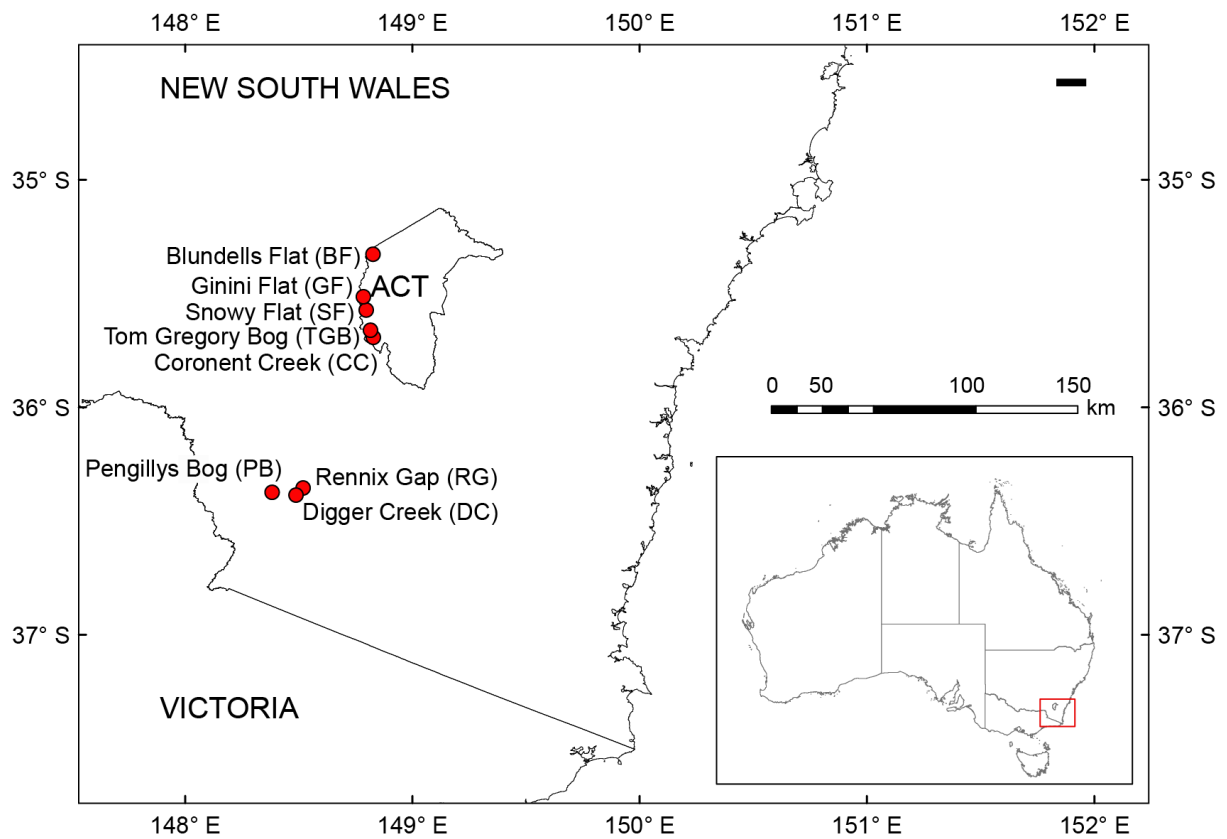 148° E 149° E 150° E 151° E 152° E
NEW SOUTH WALES
35° S 35° S
Blundells Flat (BF)
Ginini Flat (GF) ACT
Snowy Flat (SF)
Tom Gregory Bog (TGB)
Coronent Creek (CC)
0 50 100 150
km
36° S 36° S
Pengillys Bog (PB)
Rennix Gap (RG)
Digger Creek (DC)
37° S 37° S
VICTORIA
148° E 149° E 150° E 151° E 152° E